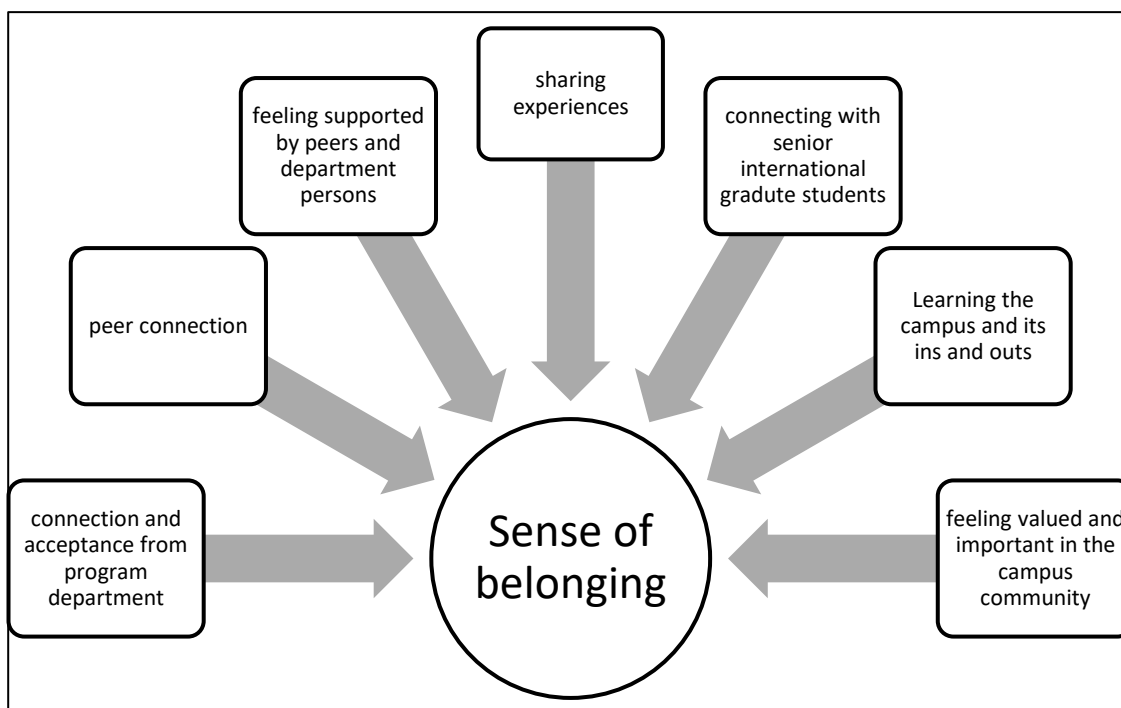 sharing
experiences
feeling supported
by peers and
department
persons
connecting with
senior
international
gradute students
peer connection
Learning the
campus and its
ins and outs
connection and
acceptance from
program
department
Sense of
belonging
feeling valued and
important in the
campus
community